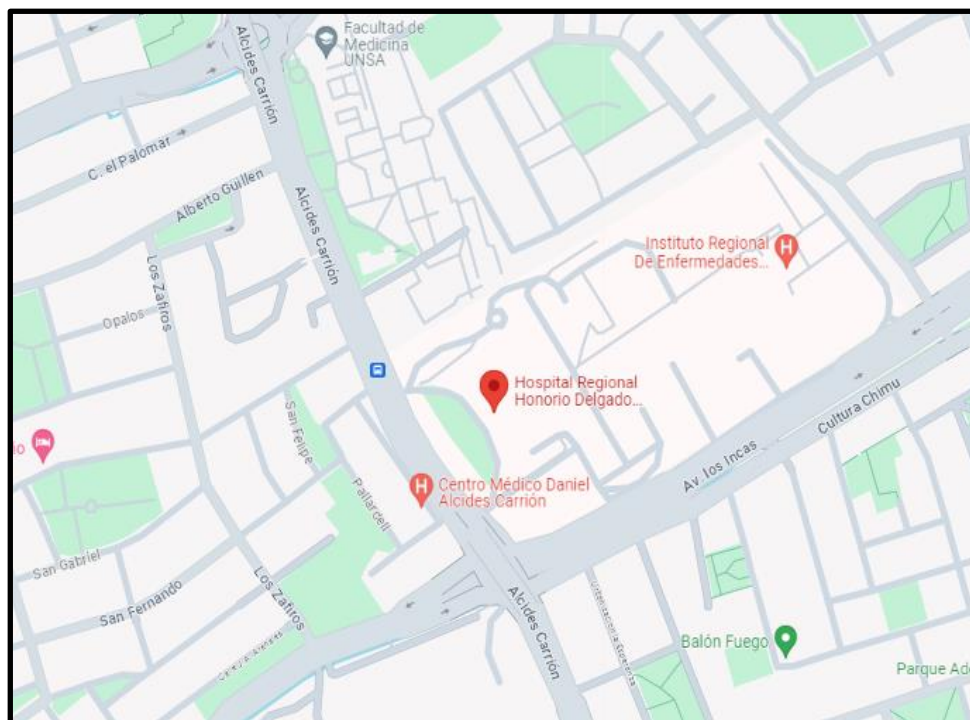 Facultad de
Medicina
UNSA
Alcides Carrión
C. el Palomar
Alberto Guillen
Alcides Carrión
Los Zafiros
Instituto Regional
De Enfermedades...
Opalos
Hospital Regional
Honorio Delgado...
San Felipe
Cultura Chimu
Av. los Incas
io
Centro Médico Daniel
Alcides Carrión
Pallardeli
San Gabriel
Los Zafiros
San Fernando
Alcides Carrión
Balón Fuego
Parque Ade